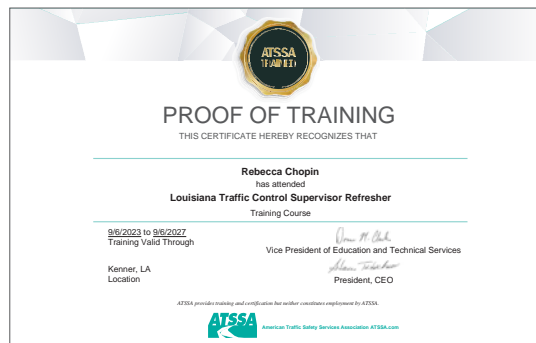 ATSSA
TRAINED
PROOF OF TRAINING
THIS CERTIFICATE HEREBY RECOGNIZES THAT
Rebecca Chopin
has attended
Louisiana Traffic Control Supervisor Refresher
Training Course
9/6/2023 to 9/6/2027
Training Valid Through
Vice President of Education and Technical Services
Kenner, LA
Location
President, CEO
ATSSA provides training and certification but neither constitutes employment by ATSSA.
ATSSA
American Traffic Safety Services Association ATSSA.com